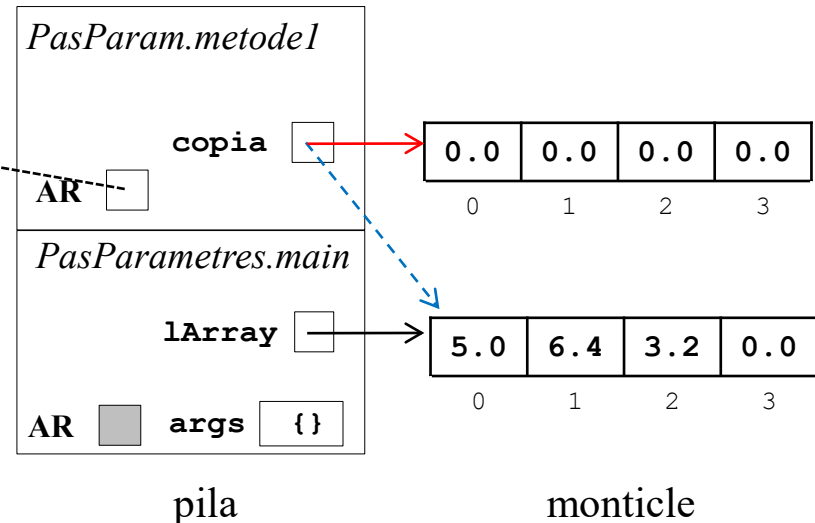 PasParam.metode1
copia
0.0 0.0 0.0 0.0
AR
0 1 2 3
PasParametres.main
lArray
5.0 6.4 3.2 0.0
0 1 2 3
AR args {}
pila monticle